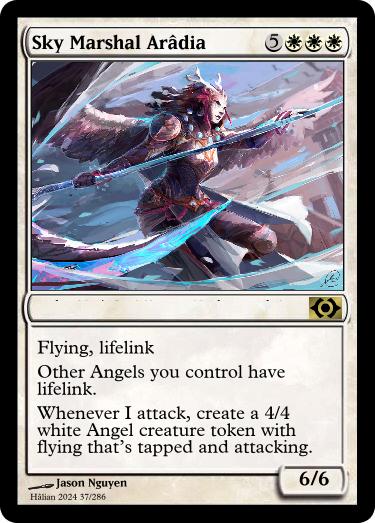 Sky Marshal Arâdia 5
Flying, lifelink
Other Angels you control have
lifelink.
Whenever I attack, create a 4/4
white Angel creature token with
flying that's tapped and attacking.
6/6
Jason Nguyen
Hâlian 2024 37/286